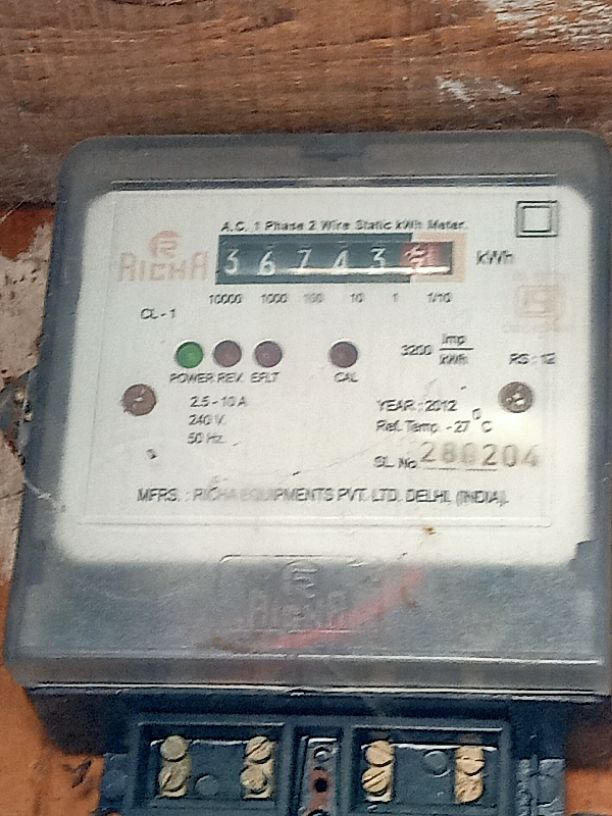 A.C. 1 Phase 2 Wire Static kWh Meter.
RICHA
3 6 7 4 3
kWh
10000 1000 100 10 1 1/10
CL - 1
3200 Imp/kWh
RS : 12
POWER REV. EFLT CAL
2.5 - 10 A
240 V.
50 Hz.
YEAR : 2012
Ref. Temp. - 27 °C
S
SL. No. 286204
MFRS. : RICHA EQUIPMENTS PVT. LTD. DELHI, (INDIA).
RICHA